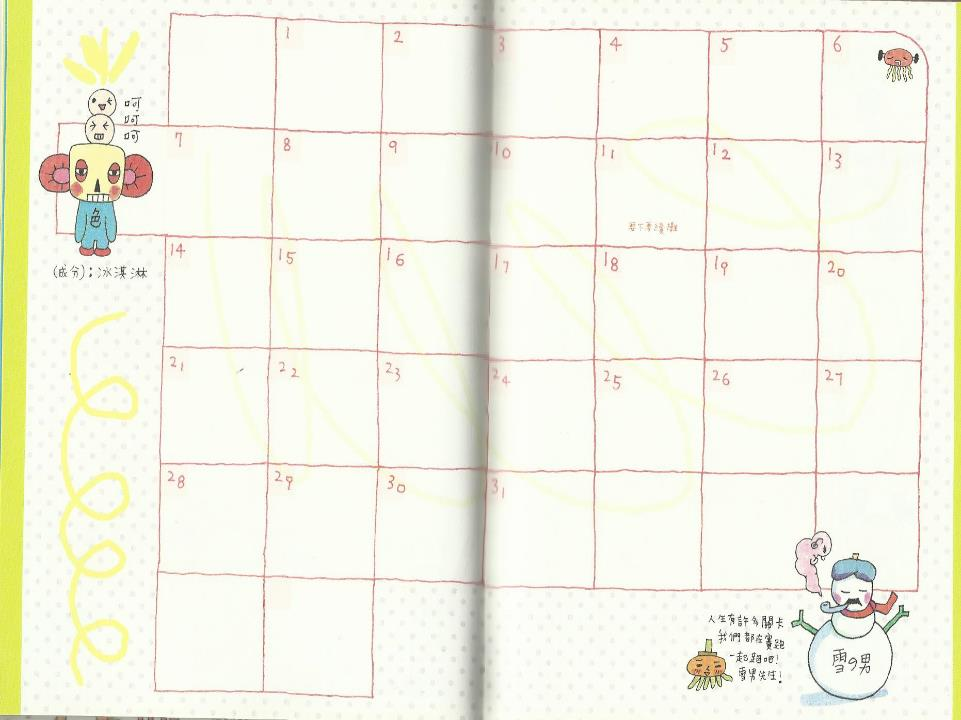 1 2 3 4 5 6
呵
呵
呵
7 8 9 10 11 12 13
色
(成分):冰淇淋
14 15 16 17 18 19 20
21 22 23 24 25 26 27
28 29 30 31
人生有許多關卡
我們都在賽跑
一起跑吧!
雪男先生!
雪の男